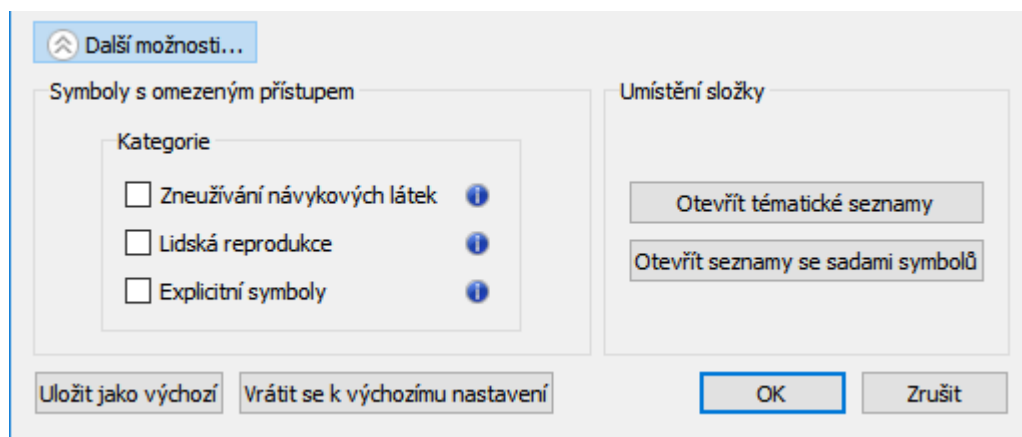 Další možnosti...
Symboly s omezeným přístupem
Kategorie
Zneužívání návykových látek
Lidská reprodukce
Explicitní symboly
Umístění složky
Otevřít tématické seznamy
Otevřít seznamy se sadami symbolů
Uložit jako výchozí
Vrátit se k výchozímu nastavení
OK
Zrušit